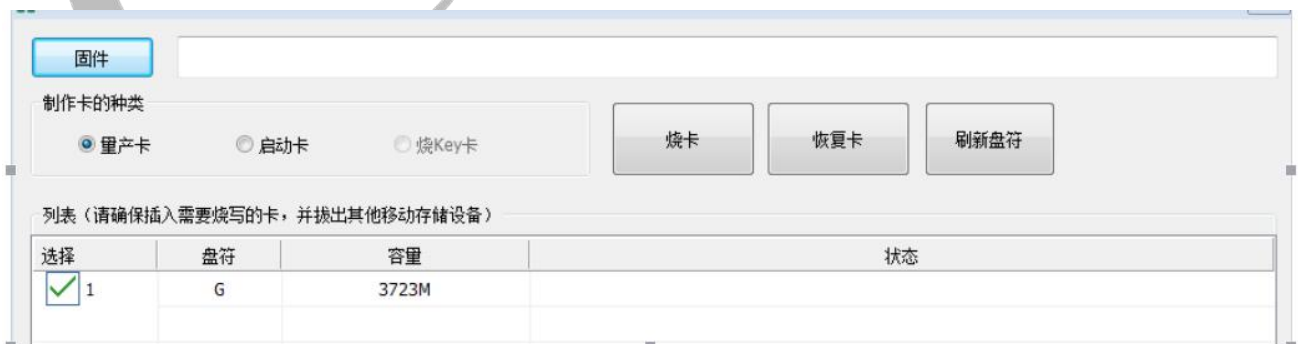 固件
制作卡的种类
量产卡 启动卡 烧Key卡
烧卡 恢复卡 刷新盘符
列表（请确保插入需要烧写的卡，并拔出其他移动存储设备）
选择 盘符 容量 状态
1 G 3723M